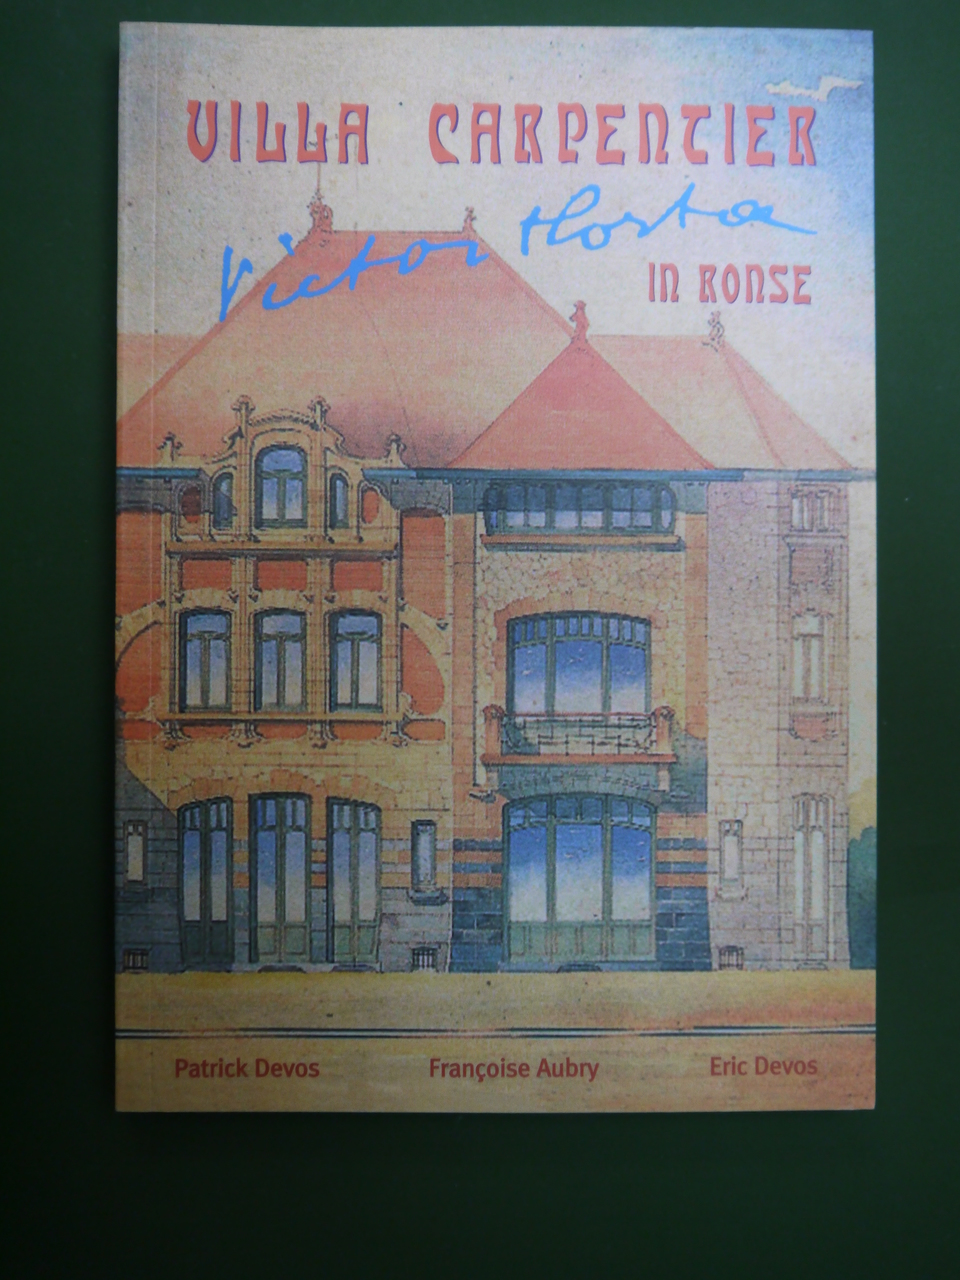 VILLA CARPENTIER
Victor Horta
IN RONSE
Patrick Devos Françoise Aubry Eric Devos